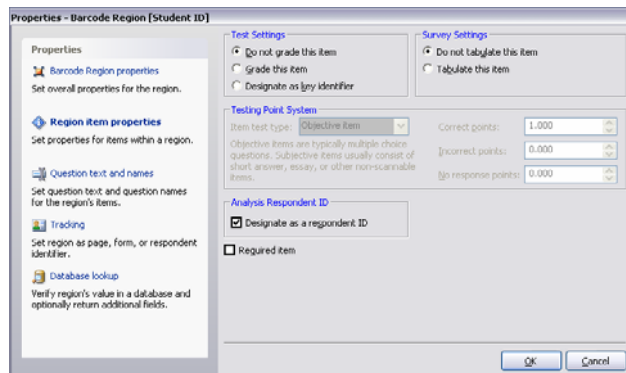 Properties - Barcode Region [Student ID]
Properties
Barcode Region properties
Set overall properties for the region.
Region item properties
Set properties for items within a region.
Question text and names
Set question text and question names
for the region's items.
Tracking
Set region as page, form, or respondent
identifier.
Database lookup
Verify region's value in a database and
optionally return additional fields.
Test Settings
Do not grade this item
Grade this item
Designate as key identifier
Survey Settings
Do not tabulate this item
Tabulate this item
Testing Point System
Item test type: Objective item
Objective items are typically multiple choice
questions. Subjective items usually consist of
short answer, essay, or other non-scannable
items.
Correct points: 1.000
Incorrect points: 0.000
No response points: 0.000
Analysis Respondent ID
Designate as a respondent ID
Required item
OK
Cancel